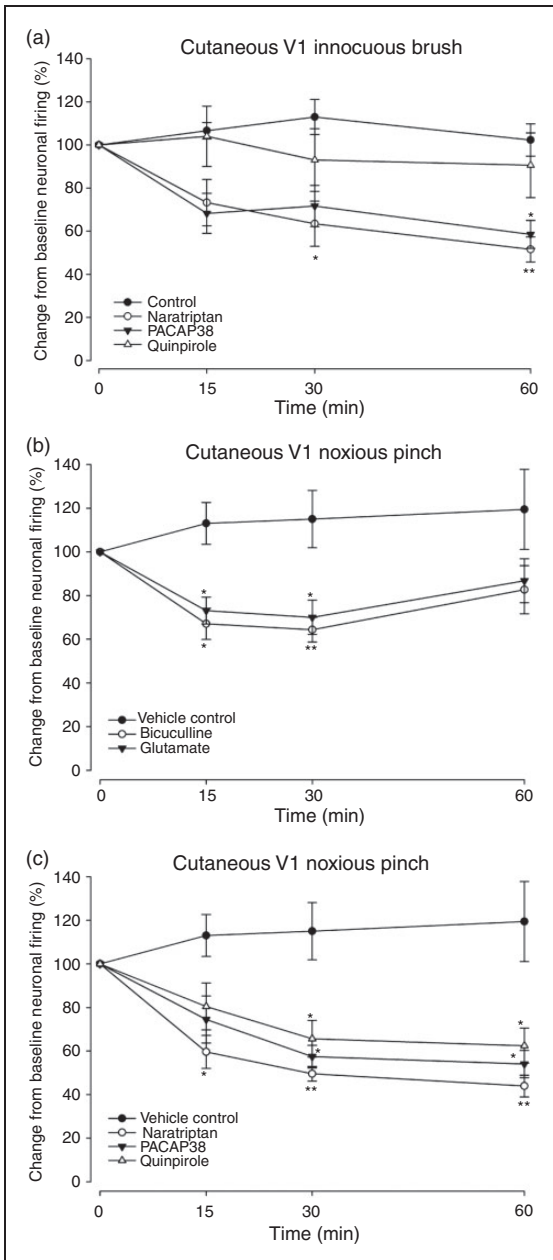 (a) Cutaneous V1 innocuous brush
Change from baseline neuronal firing (%)
140
120
100
80
60
40
20
0
*
*
**
Control
Naratriptan
PACAP38
Quinpirole
0 15 30 60
Time (min)
(b) Cutaneous V1 noxious pinch
Change from baseline neuronal firing (%)
140
120
100
80
60
40
20
0
*
*
*
**
Vehicle control
Bicuculline
Glutamate
0 15 30 60
Time (min)
(c) Cutaneous V1 noxious pinch
Change from baseline neuronal firing (%)
140
120
100
80
60
40
20
0
*
*
*
**
*
*
**
Vehicle control
Naratriptan
PACAP38
Quinpirole
0 15 30 60
Time (min)